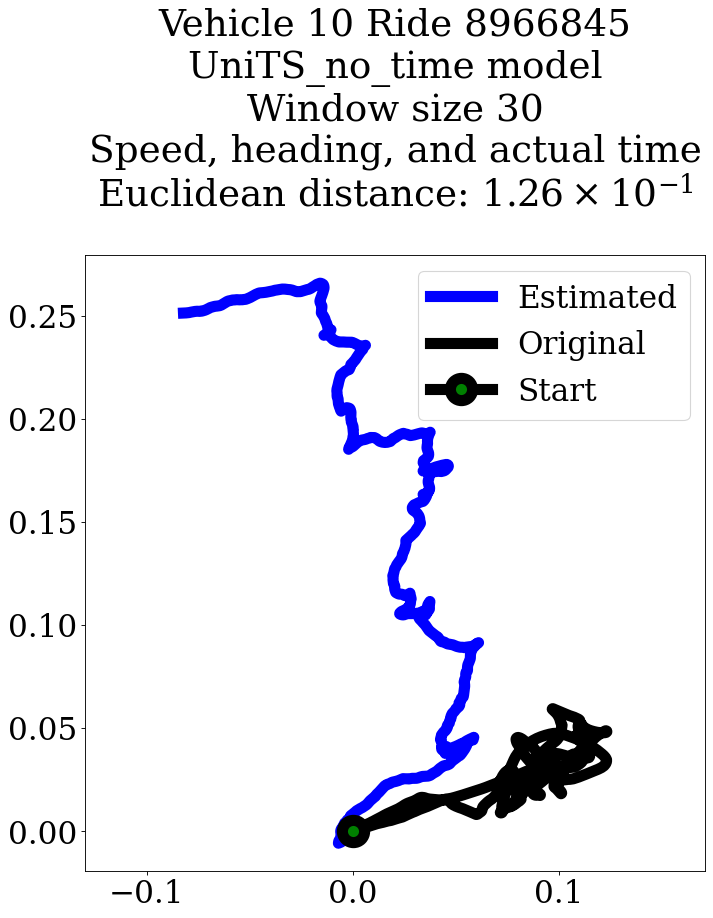 Vehicle 10 Ride 8966845
UniTS_no_time model
Window size 30
Speed, heading, and actual time
Euclidean distance: 1.26 × 10⁻¹
Estimated
Original
Start
0.25
0.20
0.15
0.10
0.05
0.00
−0.1
0.0
0.1